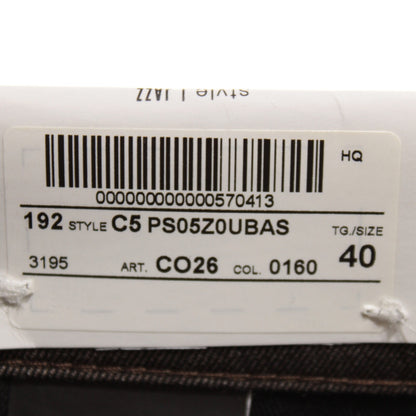 style | JAZZ
HQ
000000000000570413
192 STYLE C5 PS05Z0UBAS TG./SIZE
3195 ART. CO26 COL. 0160 40